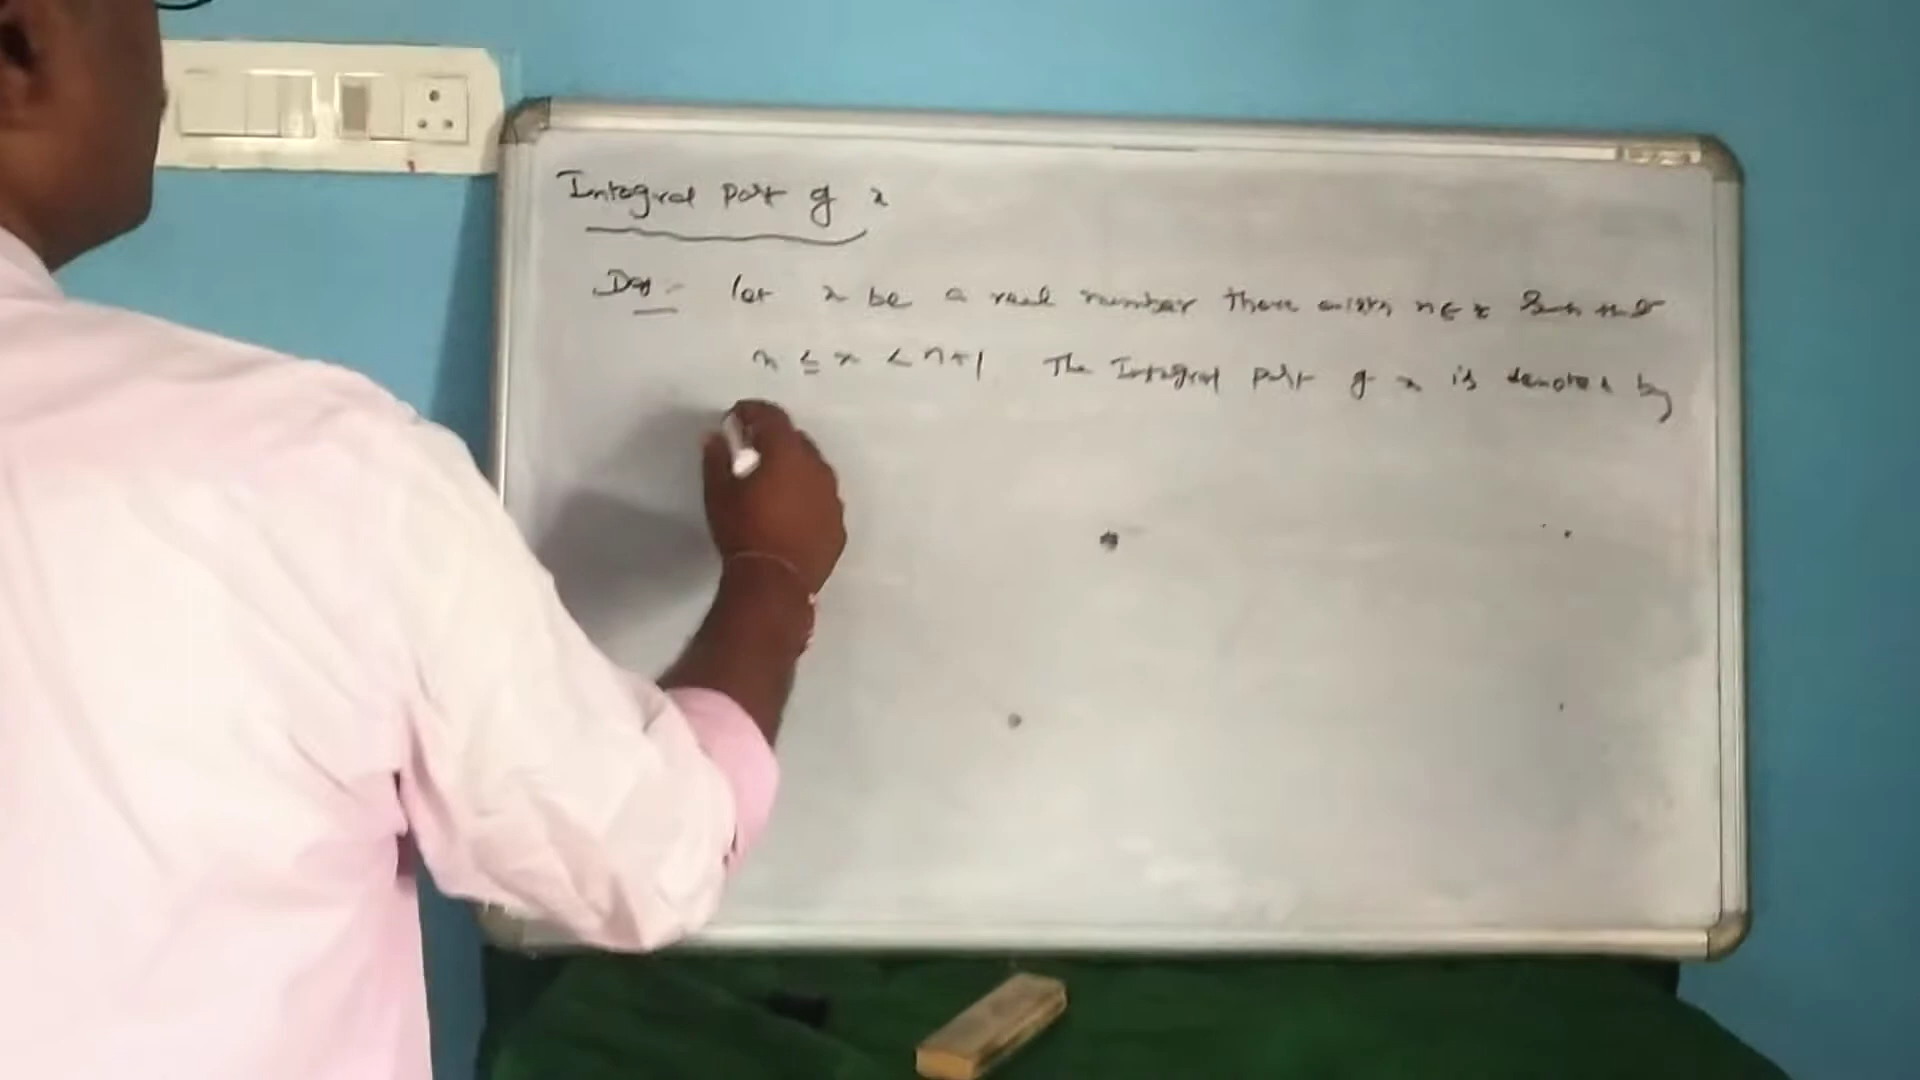 Integral part of x
Def :- let x be a real number there exists n ∈ z such that
n ≤ x < n+1 The Integral part of x is denoted by